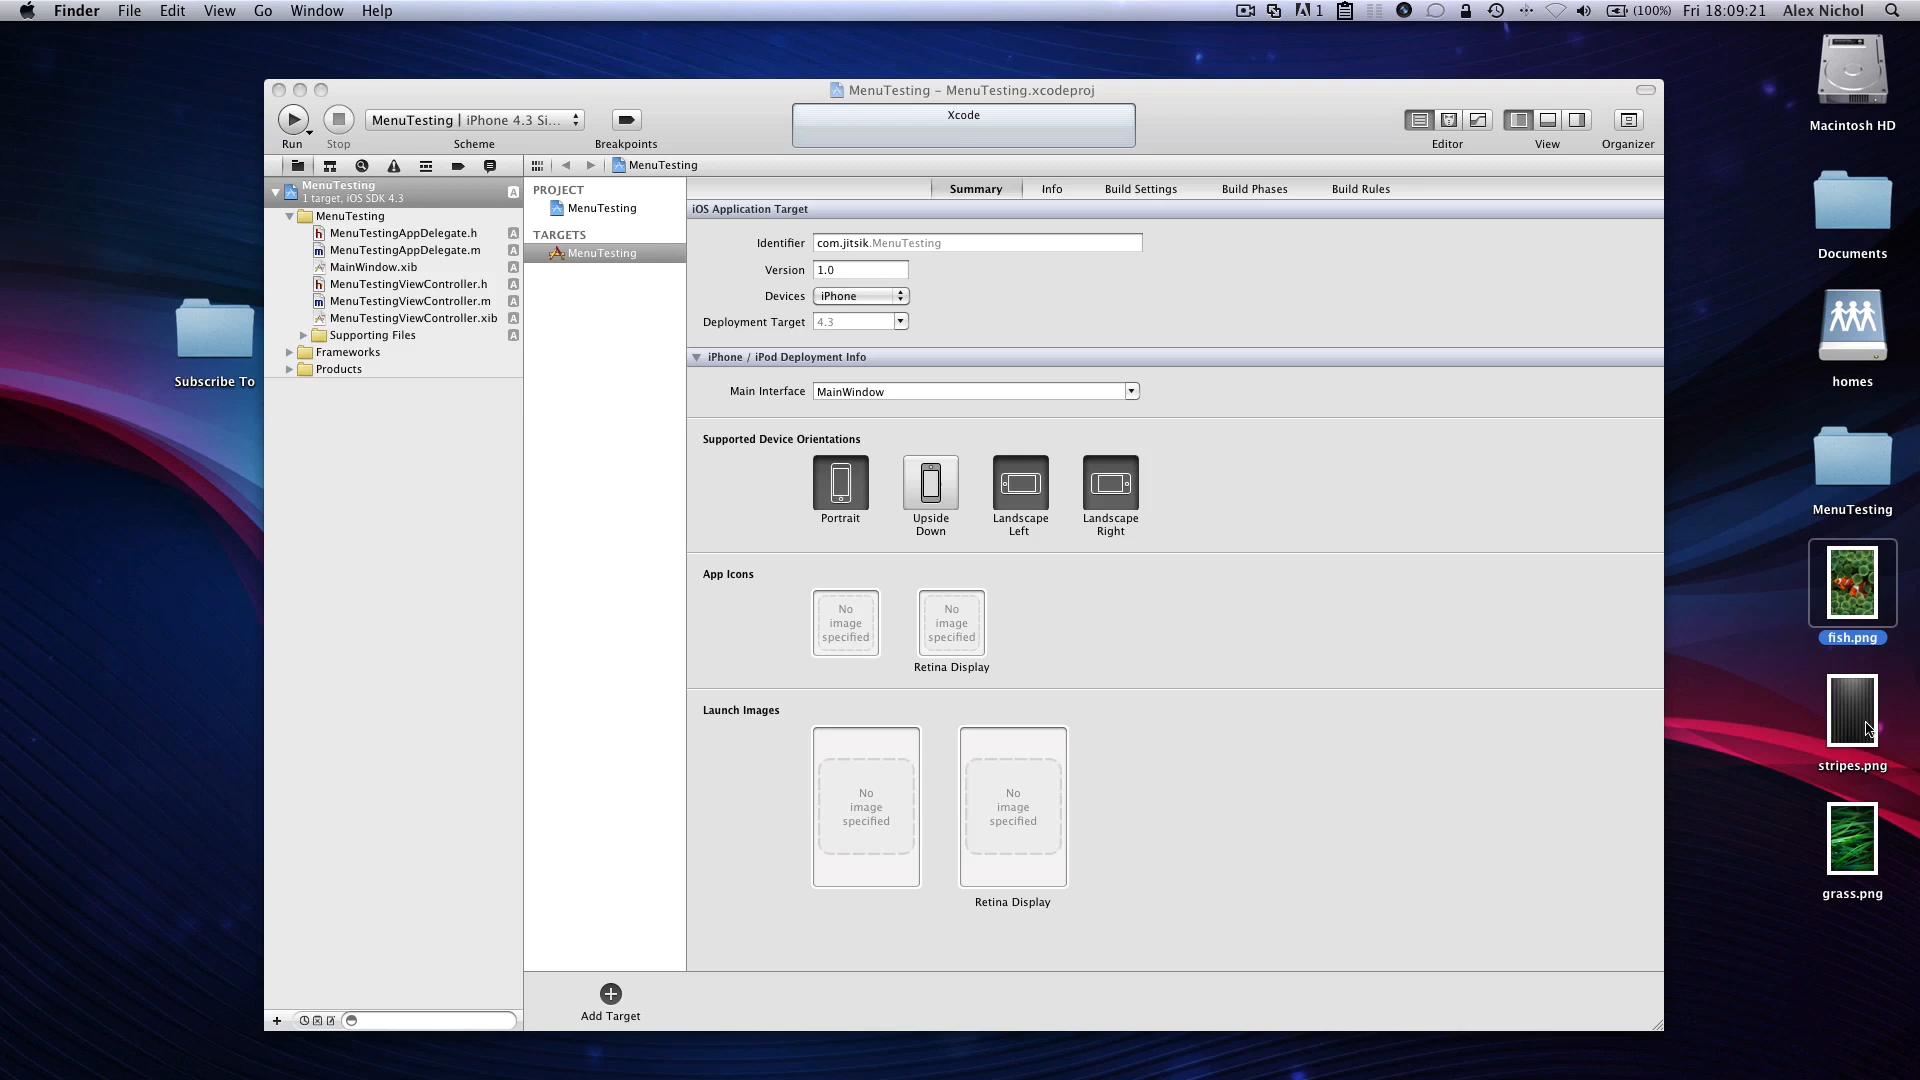 Finder File Edit View Go Window Help
1 (100%) Fri 18:09:21 Alex Nichol
MenuTesting – MenuTesting.xcodeproj
MenuTesting | iPhone 4.3 Si...
Xcode
Run Stop Scheme Breakpoints Editor View Organizer
MenuTesting
MenuTesting A
1 target, iOS SDK 4.3
MenuTesting
h MenuTestingAppDelegate.h A
m MenuTestingAppDelegate.m A
MainWindow.xib A
h MenuTestingViewController.h A
m MenuTestingViewController.m A
MenuTestingViewController.xib A
Supporting Files A
Frameworks
Products
PROJECT
MenuTesting
TARGETS
MenuTesting
Summary Info Build Settings Build Phases Build Rules
iOS Application Target
Identifier com.jitsik.MenuTesting
Version 1.0
Devices iPhone
Deployment Target 4.3
iPhone / iPod Deployment Info
Main Interface MainWindow
Supported Device Orientations
Portrait
Upside
Down
Landscape
Left
Landscape
Right
App Icons
No
image
specified
No
image
specified
Retina Display
Launch Images
No
image
specified
No
image
specified
Retina Display
Add Target
Subscribe To
Macintosh HD
Documents
homes
MenuTesting
fish.png
stripes.png
grass.png